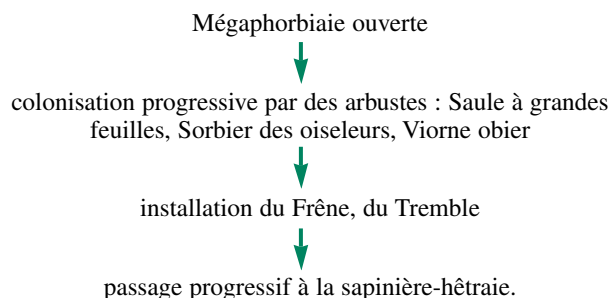 Mégaphorbiaie ouverte
colonisation progressive par des arbustes : Saule à grandes
feuilles, Sorbier des oiseleurs, Viorne obier
installation du Frêne, du Tremble
passage progressif à la sapinière-hêtraie.